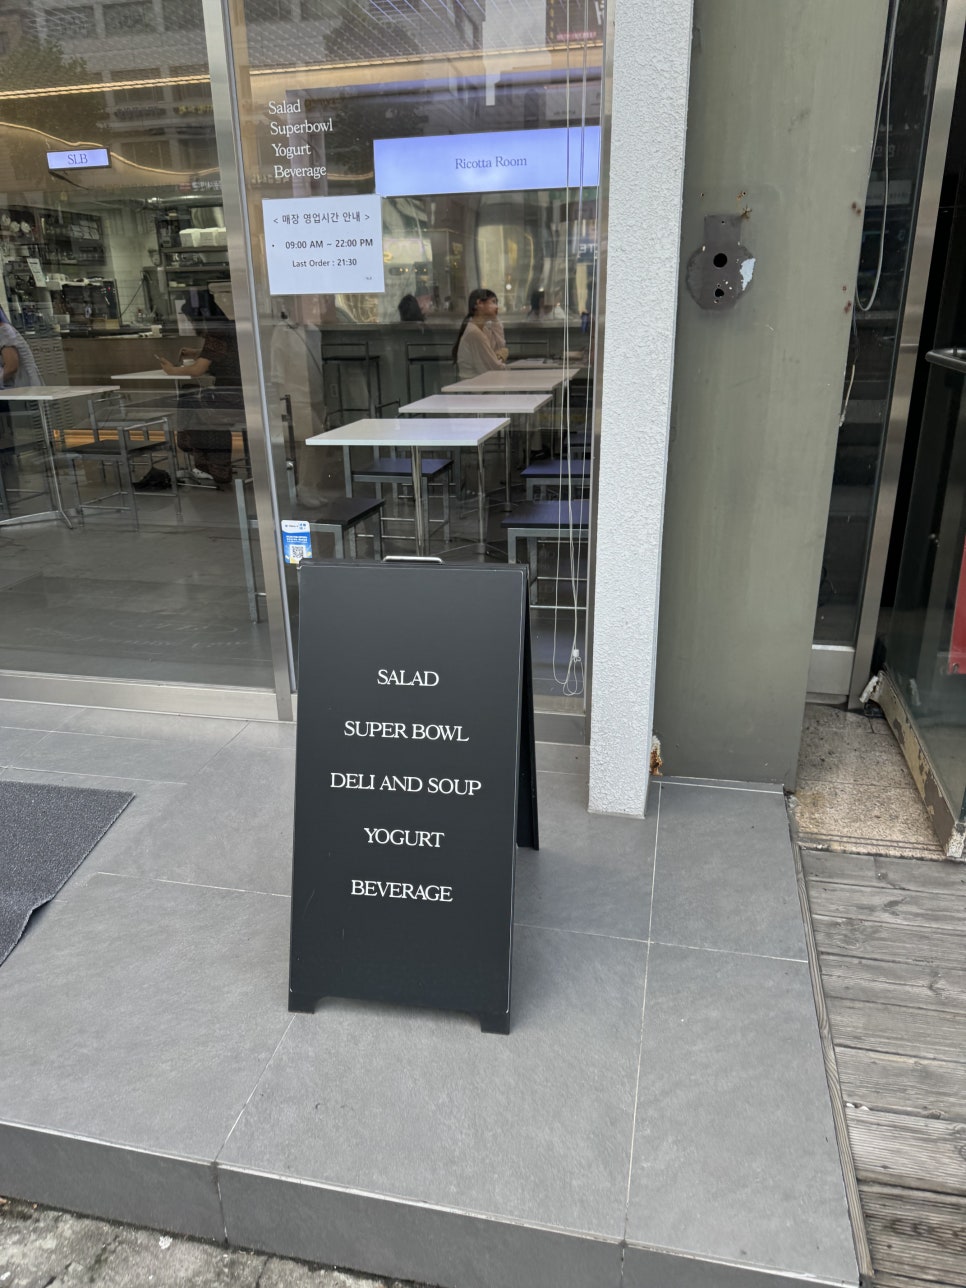 Salad
Superbowl
Yogurt
Beverage
SLB
Ricotta Room
< 매장 영업시간 안내 >
• 09:00 AM ~ 22:00 PM
Last Order : 21:30
SALAD
SUPER BOWL
DELI AND SOUP
YOGURT
BEVERAGE